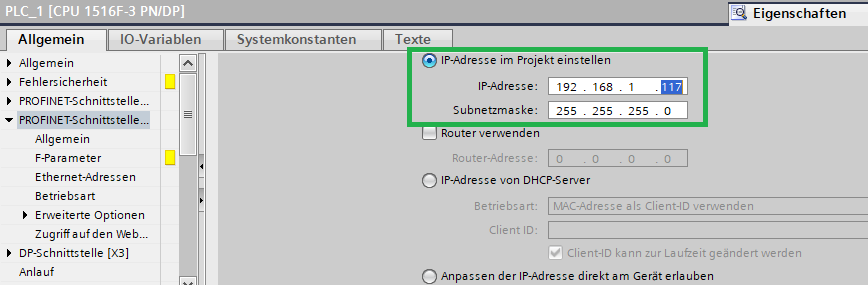 PLC_1 [CPU 1516F-3 PN/DP]
Eigenschaften
Allgemein IO-Variablen Systemkonstanten Texte
Allgemein
Fehlersicherheit
PROFINET-Schnittstelle...
PROFINET-Schnittstelle...
Allgemein
F-Parameter
Ethernet-Adressen
Betriebsart
Erweiterte Optionen
Zugriff auf den Web...
DP-Schnittstelle [X3]
Anlauf
IP-Adresse im Projekt einstellen
IP-Adresse: 192 . 168 . 1 . 117
Subnetzmaske: 255 . 255 . 255 . 0
Router verwenden
Router-Adresse: 0 . 0 . 0 . 0
IP-Adresse von DHCP-Server
Betriebsart: MAC-Adresse als Client-ID verwenden
Client ID:
Client-ID kann zur Laufzeit geändert werden
Anpassen der IP-Adresse direkt am Gerät erlauben